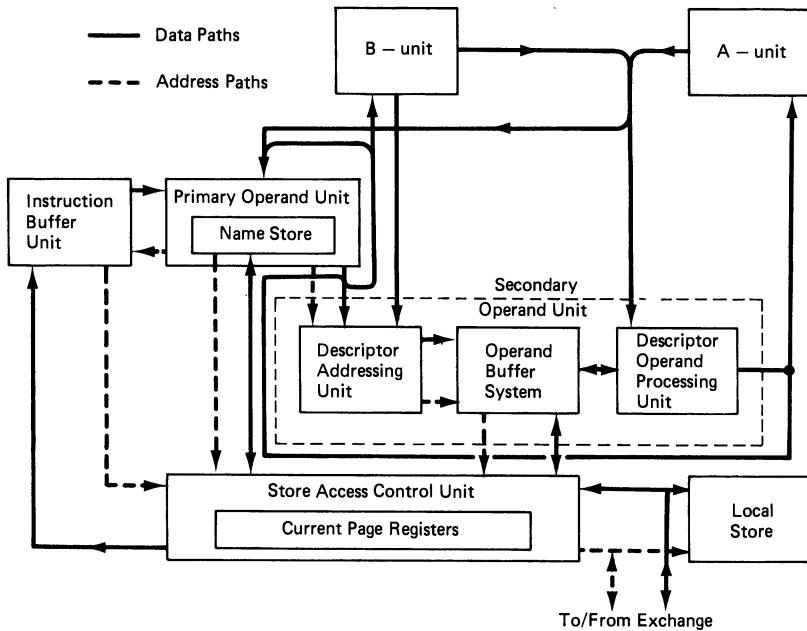 Data Paths
Address Paths
B – unit
A – unit
Instruction
Buffer
Unit
Primary Operand Unit
Name Store
Secondary
Operand Unit
Descriptor
Addressing
Unit
Operand
Buffer
System
Descriptor
Operand
Processing
Unit
Store Access Control Unit
Current Page Registers
Local
Store
To/From Exchange